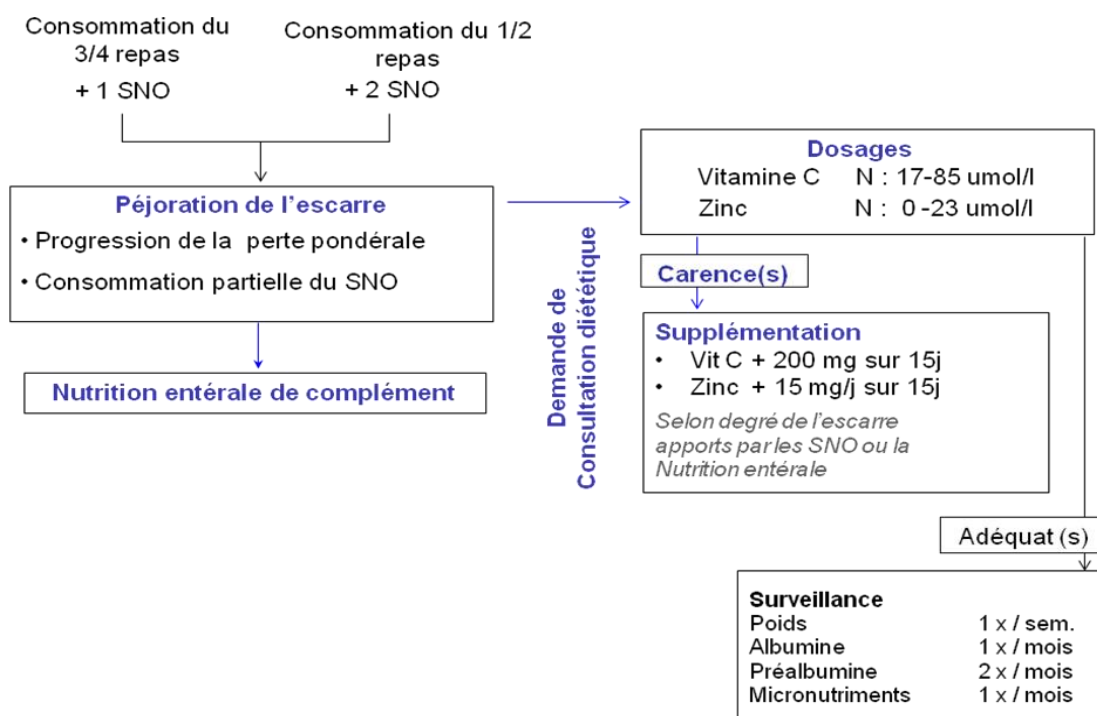 Consommation du
3/4 repas
+ 1 SNO
Consommation du 1/2
repas
+ 2 SNO
Péjoration de l'escarre
• Progression de la perte pondérale
• Consommation partielle du SNO
Nutrition entérale de complément
Demande de
Consultation diététique
Dosages
Vitamine C N : 17-85 umol/l
Zinc N : 0 -23 umol/l
Carence(s)
Supplémentation
• Vit C + 200 mg sur 15j
• Zinc + 15 mg/j sur 15j
Selon degré de l'escarre
apports par les SNO ou la
Nutrition entérale
Adéquat (s)
Surveillance
Poids 1 x / sem.
Albumine 1 x / mois
Préalbumine 2 x / mois
Micronutriments 1 x / mois